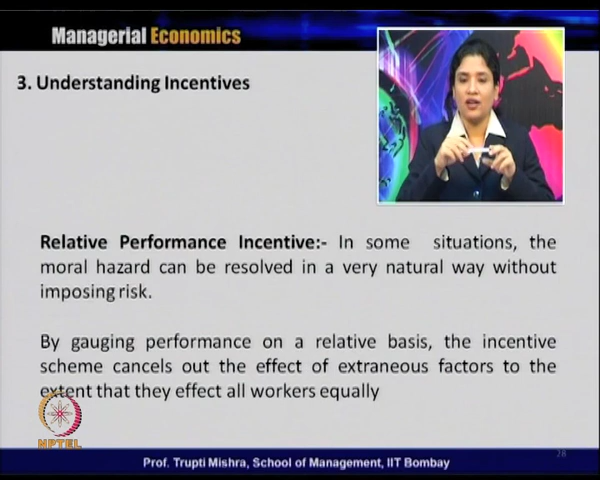 Managerial Economics
3. Understanding Incentives
Relative Performance Incentive:- In some situations, the
moral hazard can be resolved in a very natural way without
imposing risk.
By gauging performance on a relative basis, the incentive
scheme cancels out the effect of extraneous factors to the
extent that they effect all workers equally
NPTEL
28
Prof. Trupti Mishra, School of Management, IIT Bombay